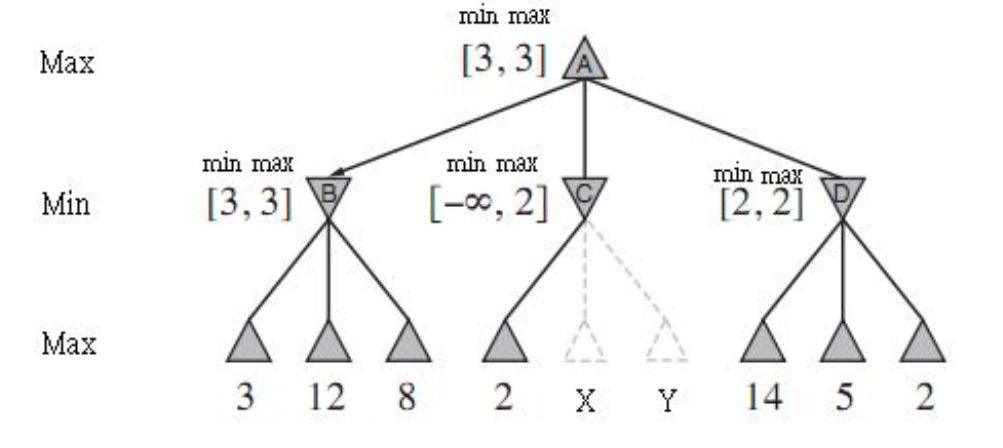 min max
Max [3, 3] A
min max min max min max
Min [3, 3] B [−∞, 2] C [2, 2] D
Max
3 12 8 2 X Y 14 5 2